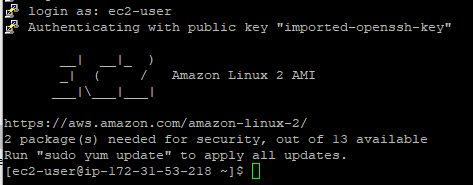 login as: ec2-user
Authenticating with public key "imported-openssh-key"
       __|  __|_  )
       _|  (     /   Amazon Linux 2 AMI
      ___|\___|___|
https://aws.amazon.com/amazon-linux-2/
2 package(s) needed for security, out of 13 available
Run "sudo yum update" to apply all updates.
[ec2-user@ip-172-31-53-218 ~]$